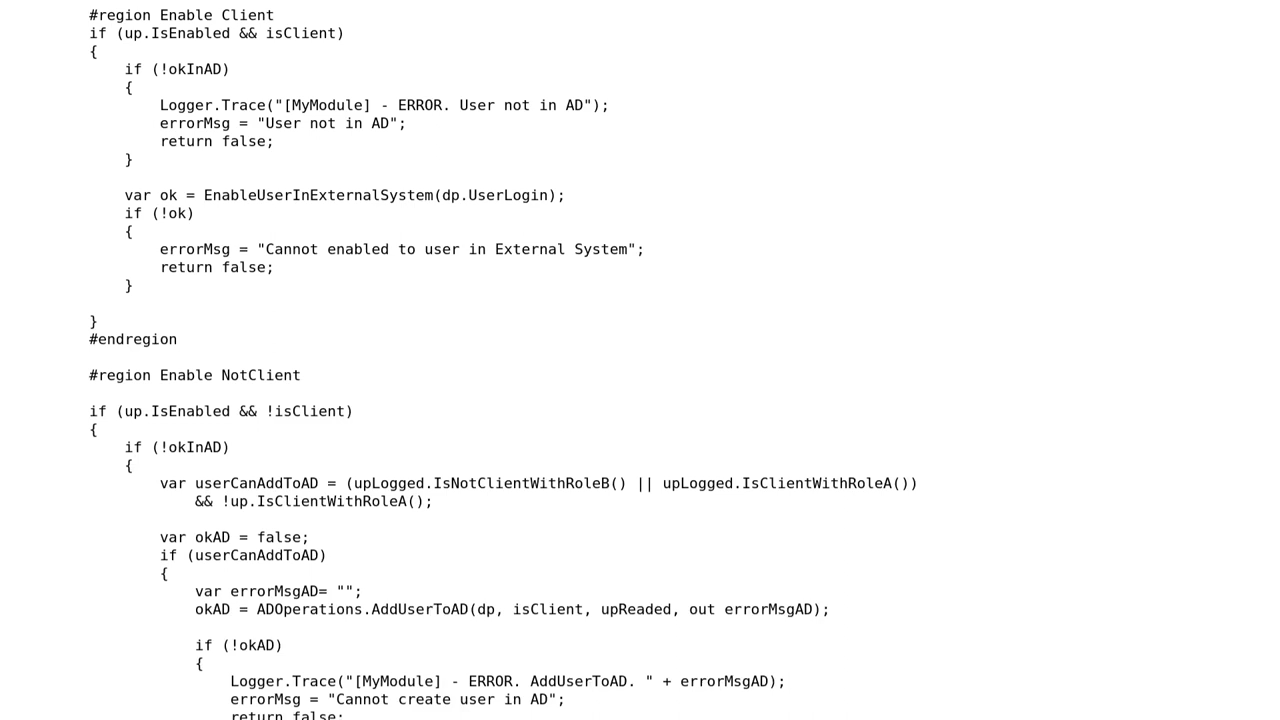 #region Enable Client
if (up.IsEnabled && isClient)
{
if (!okInAD)
{
Logger.Trace("[MyModule] - ERROR. User not in AD");
errorMsg = "User not in AD";
return false;
}
var ok = EnableUserInExternalSystem(dp.UserLogin);
if (!ok)
{
errorMsg = "Cannot enabled to user in External System";
return false;
}
}
#endregion
#region Enable NotClient
if (up.IsEnabled && !isClient)
{
if (!okInAD)
{
var userCanAddToAD = (upLogged.IsNotClientWithRoleB() || upLogged.IsClientWithRoleA())
&& !up.IsClientWithRoleA();
var okAD = false;
if (userCanAddToAD)
{
var errorMsgAD= "";
okAD = ADOperations.AddUserToAD(dp, isClient, upReaded, out errorMsgAD);
if (!okAD)
{
Logger.Trace("[MyModule] - ERROR. AddUserToAD. " + errorMsgAD);
errorMsg = "Cannot create user in AD";
return false;